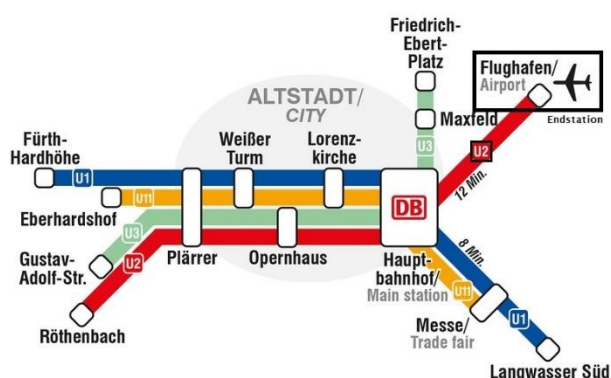 Friedrich-
Ebert-
Platz
Flughafen/
Airport
Endstation
ALTSTADT/
CITY
Maxfeld
Fürth-
Hardhöhe
Weißer
Turm
Lorenz-
kirche
U3
U2
12 Min.
U1
U11
Eberhardshof
DB
U3
8 Min.
Gustav-
Adolf-Str.
U2
Plärrer
Opernhaus
Haupt-
bahnhof/
Main station
U11
Messe/
Trade fair
U1
Röthenbach
Langwasser Süd